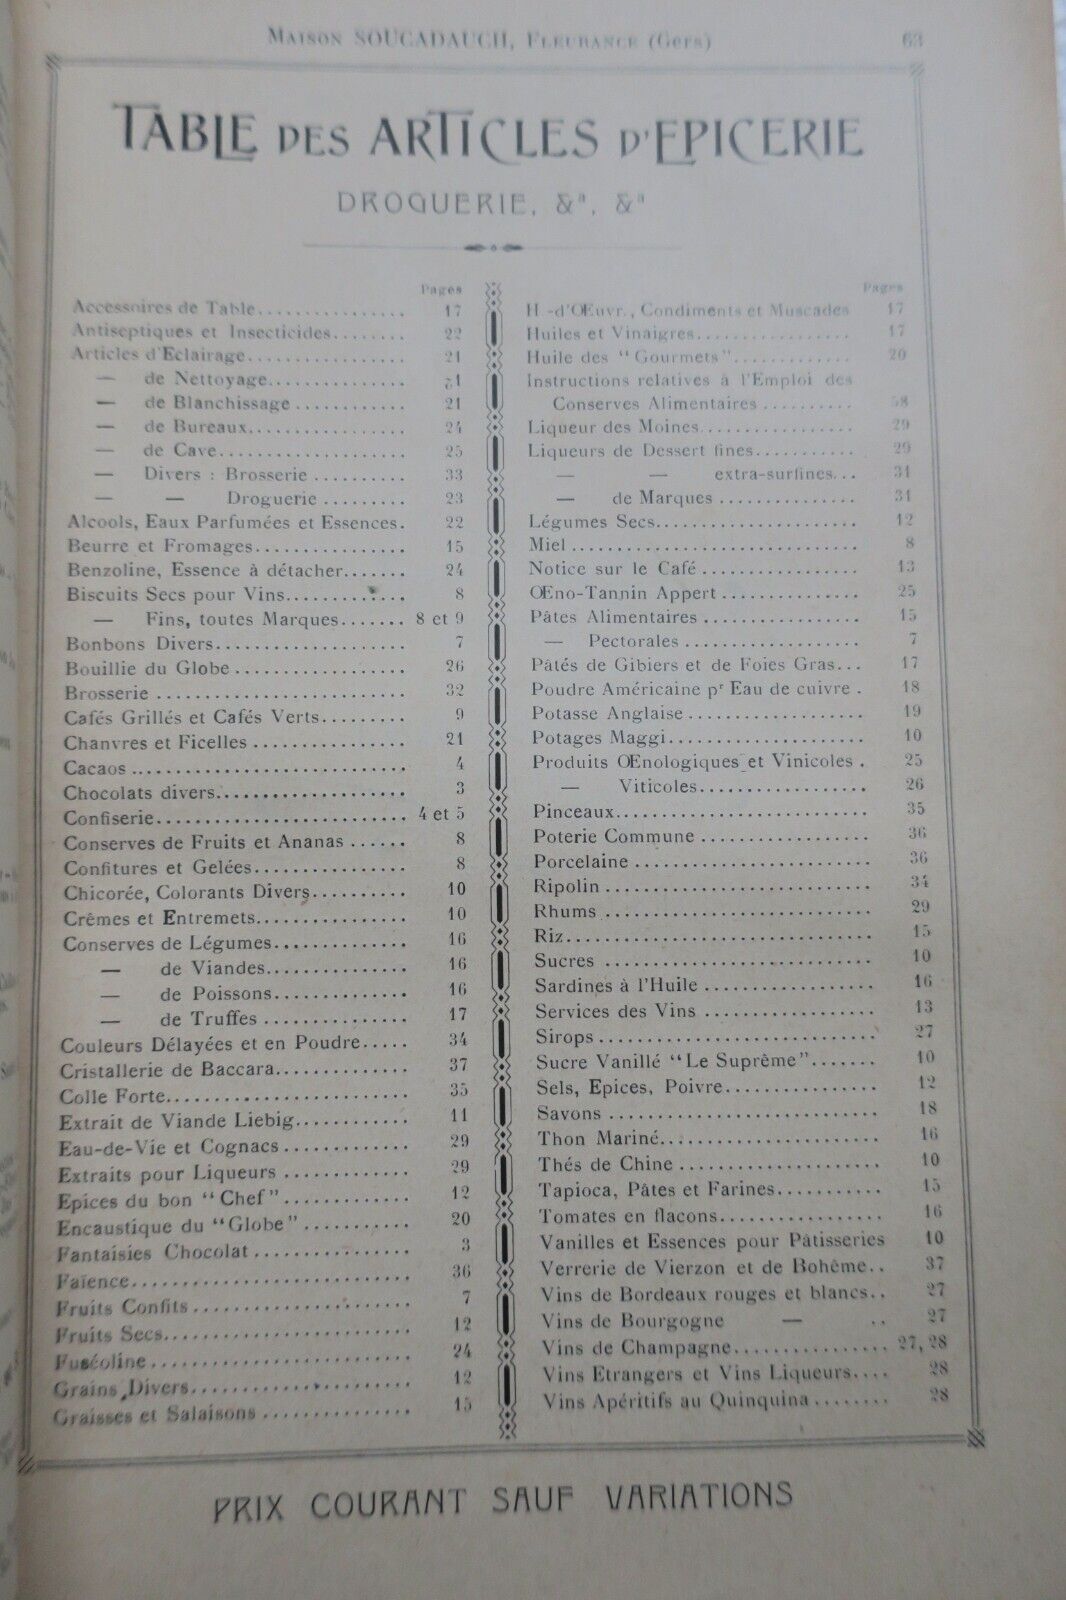 Maison SOUCADAUCH, Fleurance (Gers) 63
TABLE DES ARTICLES D'EPICERIE
DROGUERIE, &ª, &ª
Pages
Accessoires de Table................ 17
Antiseptiques et Insecticides........ 22
Articles d'Eclairage................ 21
— de Nettoyage............... 31
— de Blanchissage ............ 21
— de Bureaux................. 24
— de Cave.................... 25
— Divers : Brosserie .......... 33
— — Droguerie ......... 23
Alcools, Eaux Parfumées et Essences. 22
Beurre et Fromages................ 15
Benzoline, Essence à détacher....... 24
Biscuits Secs pour Vins............. 8
— Fins, toutes Marques....... 8 et 9
Bonbons Divers..................... 7
Bouillie du Globe .................. 26
Brosserie .......................... 32
Cafés Grillés et Cafés Verts......... 9
Chanvres et Ficelles ................ 21
Cacaos ............................. 4
Chocolats divers.................... 3
Confiserie.......................... 4 et 5
Conserves de Fruits et Ananas ...... 8
Confitures et Gelées................ 8
Chicorée, Colorants Divers.......... 10
Crêmes et Entremets................ 10
Conserves de Légumes.............. 16
— de Viandes............... 16
— de Poissons.............. 16
— de Truffes ............... 17
Couleurs Délayées et en Poudre..... 34
Cristallerie de Baccara.............. 37
Colle Forte......................... 35
Extrait de Viande Liebig............ 11
Eau-de-Vie et Cognacs ............. 29
Extraits pour Liqueurs ............. 29
Epices du bon "Chef" ............. 12
Encaustique du "Globe" ........... 20
Fantaisies Chocolat ................ 3
Faïence............................ 36
Fruits Confits ...................... 7
Fruits Secs......................... 12
Fuscoline .......................... 24
Grains Divers...................... 12
Graisses et Salaisons ............... 15
Pages
H.-d'Œuvr., Condiments et Muscades 17
Huiles et Vinaigres................. 17
Huile des "Gourmets"............. 20
Instructions relatives à l'Emploi des
Conserves Alimentaires .......... 58
Liqueur des Moines................. 29
Liqueurs de Dessert fines........... 29
— — extra-surfines... 31
— de Marques ............... 31
Légumes Secs...................... 12
Miel ............................... 8
Notice sur le Café ................. 13
Œno-Tannin Appert ............... 25
Pâtes Alimentaires ................. 15
— Pectorales .................. 7
Pâtés de Gibiers et de Foies Gras... 17
Poudre Américaine pr Eau de cuivre . 18
Potasse Anglaise................... 19
Potages Maggi..................... 10
Produits Œnologiques et Vinicoles . 25
— Viticoles................. 26
Pinceaux........................... 35
Poterie Commune ................. 36
Porcelaine ......................... 36
Ripolin ............................ 34
Rhums ............................. 29
Riz................................. 15
Sucres ............................. 10
Sardines à l'Huile .................. 16
Services des Vins .................. 13
Sirops.............................. 27
Sucre Vanillé "Le Suprême"....... 10
Sels, Epices, Poivre................ 12
Savons ............................ 18
Thon Mariné....................... 16
Thés de Chine ..................... 10
Tapioca, Pâtes et Farines........... 15
Tomates en flacons................. 16
Vanilles et Essences pour Pâtisseries 10
Verrerie de Vierzon et de Bohême.. 37
Vins de Bordeaux rouges et blancs.. 27
Vins de Bourgogne — .. 27
Vins de Champagne................ 27, 28
Vins Etrangers et Vins Liqueurs.... 28
Vins Apéritifs au Quinquina........ 28
PRIX COURANT SAUF VARIATIONS